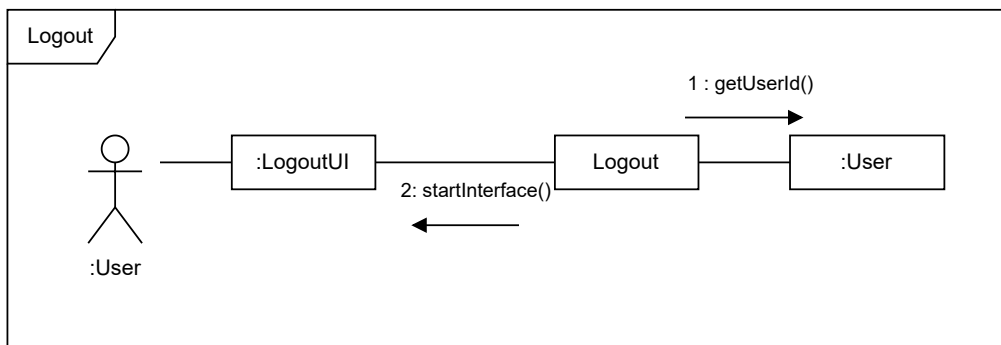 Logout
1 : getUserId()
:LogoutUI
Logout
:User
2: startInterface()
:User